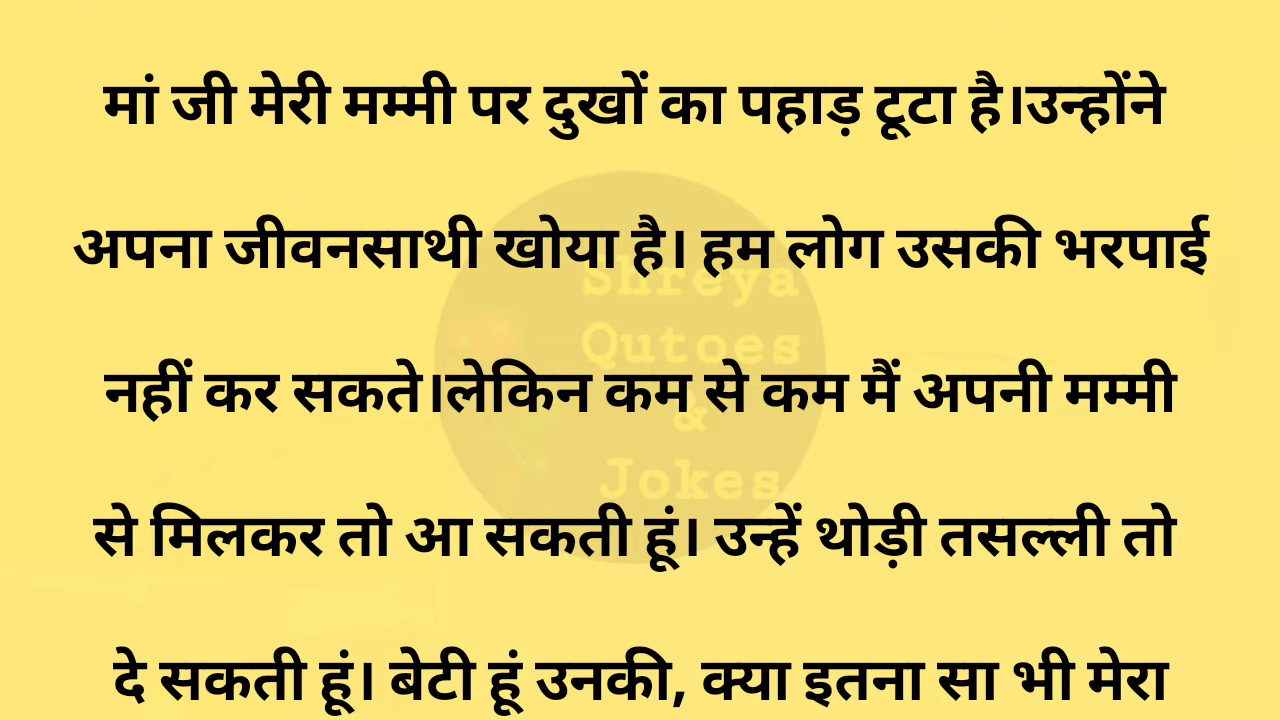 मां जी मेरी मम्मी पर दुखों का पहाड़ टूटा है।उन्होंने
अपना जीवनसाथी खोया है। हम लोग उसकी भरपाई
नहीं कर सकते।लेकिन कम से कम मैं अपनी मम्मी
से मिलकर तो आ सकती हूं। उन्हें थोड़ी तसल्ली तो
दे सकती हूं। बेटी हूं उनकी, क्या इतना सा भी मेरा
Shreya
Qutoes
&
Jokes